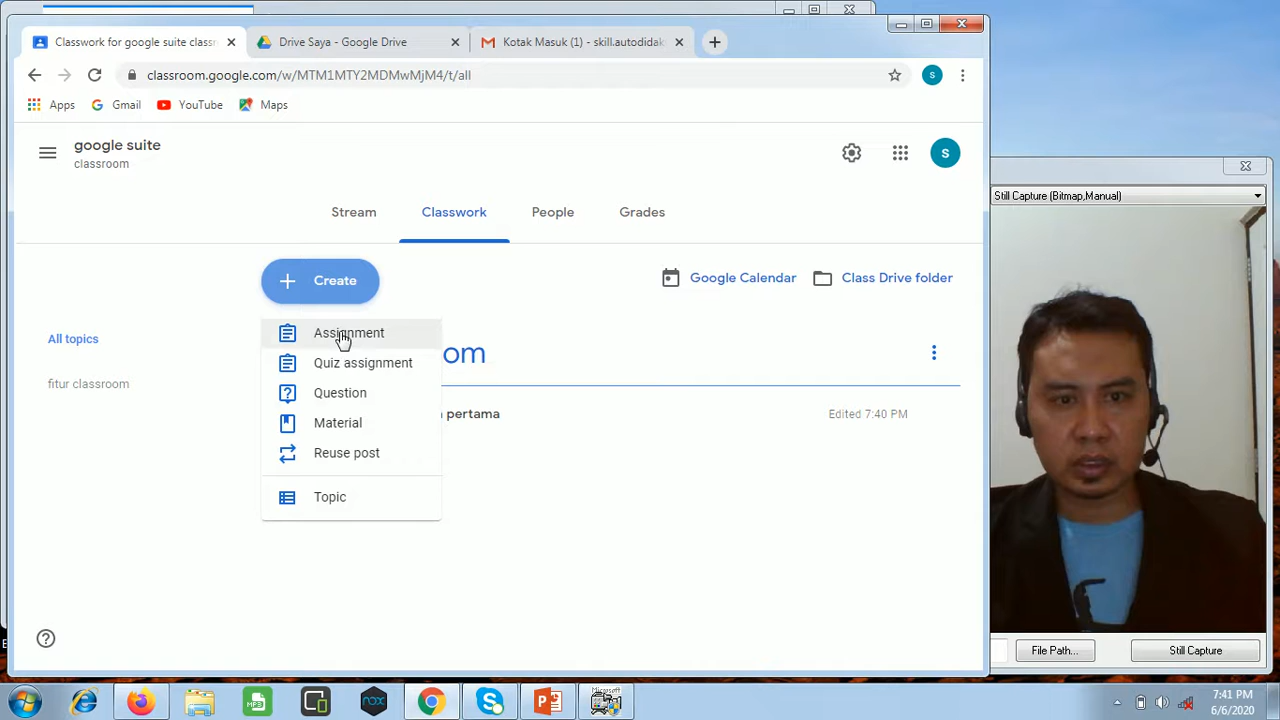 Classwork for google suite class
Drive Saya - Google Drive
Kotak Masuk (1) - skill.autodidak
classroom.google.com/w/MTM1MTY2MDMwMjM4/t/all
s
Apps
Gmail
YouTube
Maps
google suite
classroom
s
Stream
Classwork
People
Grades
Create
Google Calendar
Class Drive folder
All topics
fitur classroom
Assignment
Quiz assignment
Question
Material
Reuse post
Topic
om
pertama
Edited 7:40 PM
Still Capture (Bitmap,Manual)
File Path...
Still Capture
MP3
nox
Microsoft
7:41 PM
6/6/2020